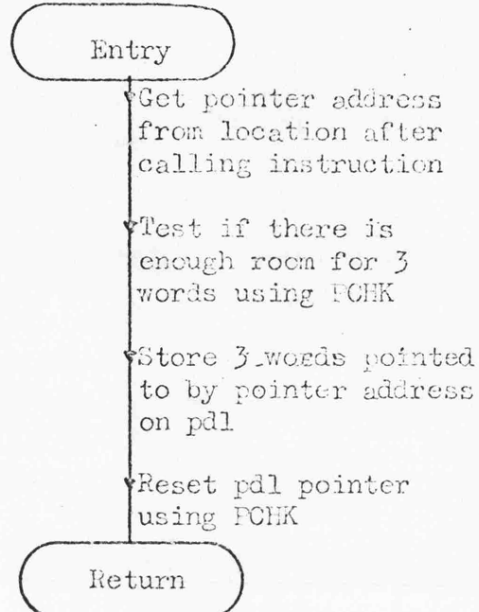 Entry
Get pointer address
from location after
calling instruction
Test if there is
enough room for 3
words using PCHK
Store 3 words pointed
to by pointer address
on pdl
Reset pdl pointer
using PCHK
Return